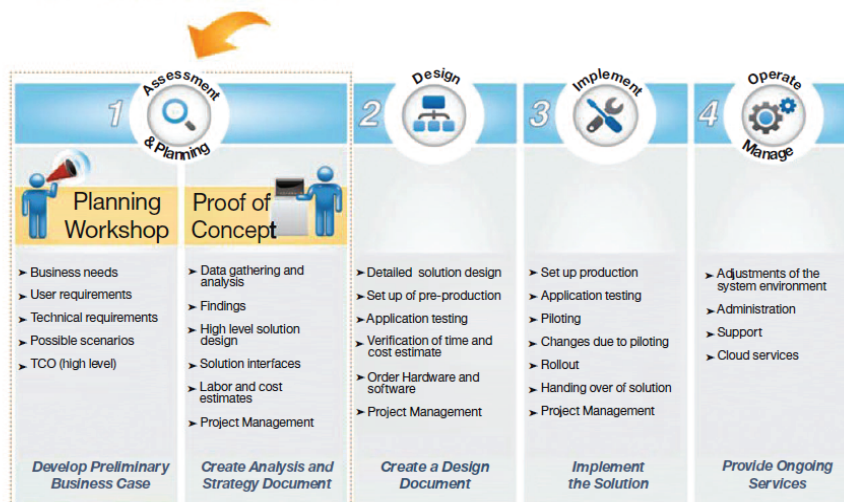 1
Assessment
& Planning
2
Design
3
Implement
4
Operate
Manage
Planning
Workshop
Proof of
Concept
➤ Business needs
➤ User requirements
➤ Technical requirements
➤ Possible scenarios
➤ TCO (high level)
Develop Preliminary
Business Case
➤ Data gathering and
analysis
➤ Findings
➤ High level solution
design
➤ Solution interfaces
➤ Labor and cost
estimates
➤ Project Management
Create Analysis and
Strategy Document
➤ Detailed solution design
➤ Set up of pre-production
➤ Application testing
➤ Verification of time and
cost estimate
➤ Order Hardware and
software
➤ Project Management
Create a Design
Document
➤ Set up production
➤ Application testing
➤ Piloting
➤ Changes due to piloting
➤ Rollout
➤ Handing over of solution
➤ Project Management
Implement
the Solution
➤ Adjustments of the
system environment
➤ Administration
➤ Support
➤ Cloud services
Provide Ongoing
Services